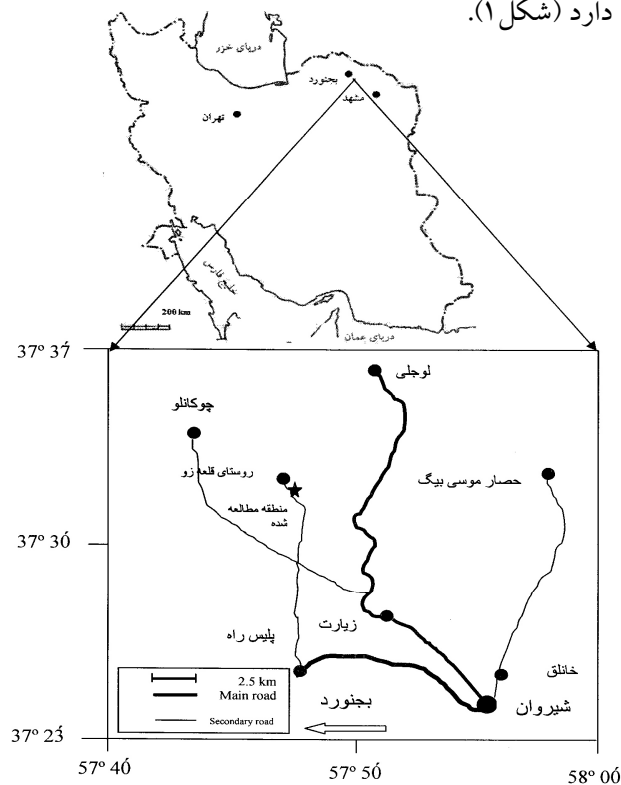 دارد (شکل۱).
دریای خزر
بجنورد
مشهد
تهران
خلیج فارس
200 km
دریای عمان
37º 37
لوجلی
چوکانلو
روستای قلعه زو
حصار موسی بیگ
منطقه مطالعه
شده
37º 30́
زیارت
پلیس راه
خانلق
2.5 km
Main road
بجنورد
شیروان
Secondary road
37º 23́
57º 40́
57º 50́
58º 00́